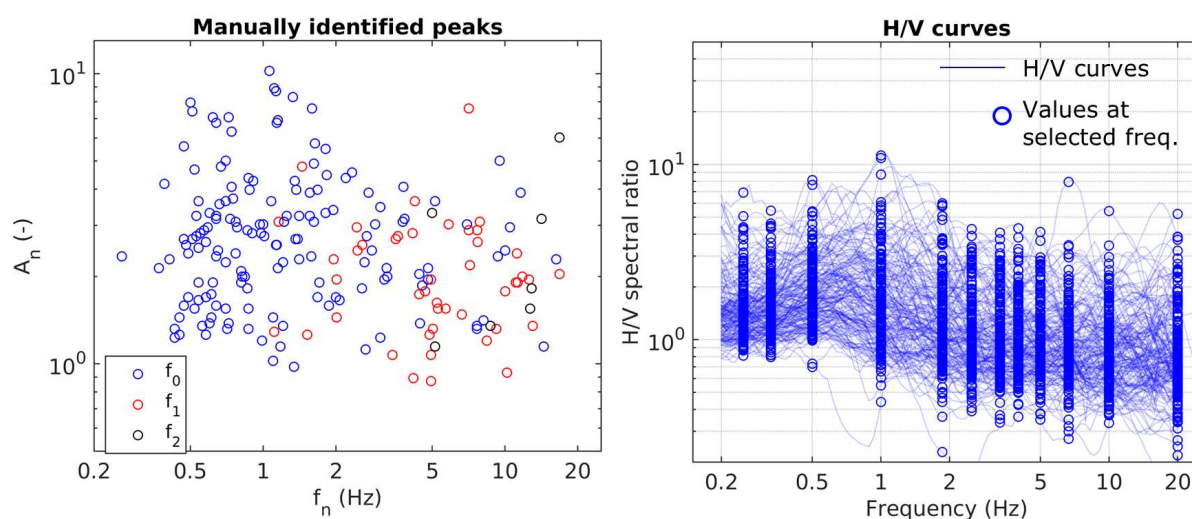 Manually identified peaks
10¹
10⁰
Aₙ (-)
f₀
f₁
f₂
0.2 0.5 1 2 5 10 20
fₙ (Hz)
H/V curves
H/V curves
Values at
selected freq.
10¹
10⁰
H/V spectral ratio
0.2 0.5 1 2 5 10 20
Frequency (Hz)